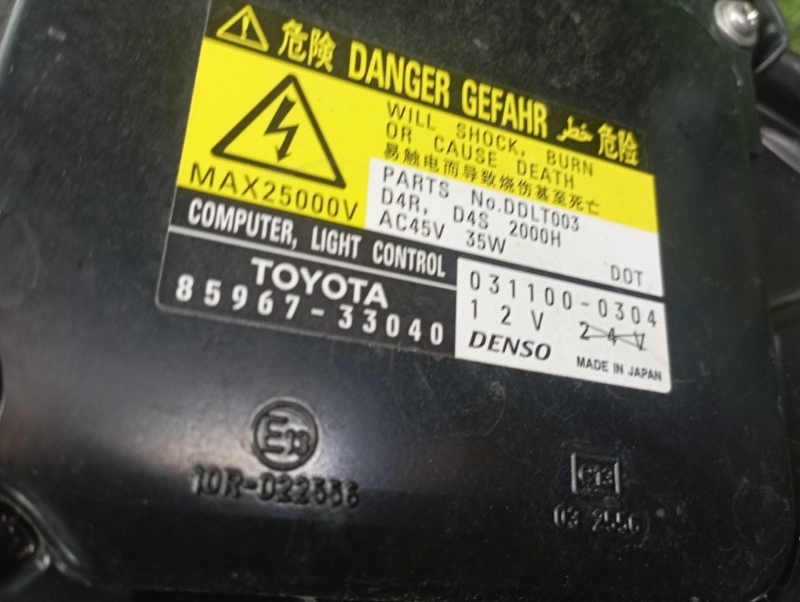 危険 DANGER GEFAHR خطر 危险
WILL SHOCK, BURN
OR CAUSE DEATH
易触电而导致烧伤甚至死亡
MAX25000V
PARTS No.DDLT003
D4R, D4S 2000H
AC45V 35W
DOT
COMPUTER, LIGHT CONTROL
TOYOTA
85967-33040
031100-0304
12V 24V
DENSO
MADE IN JAPAN
E13
10R-022556